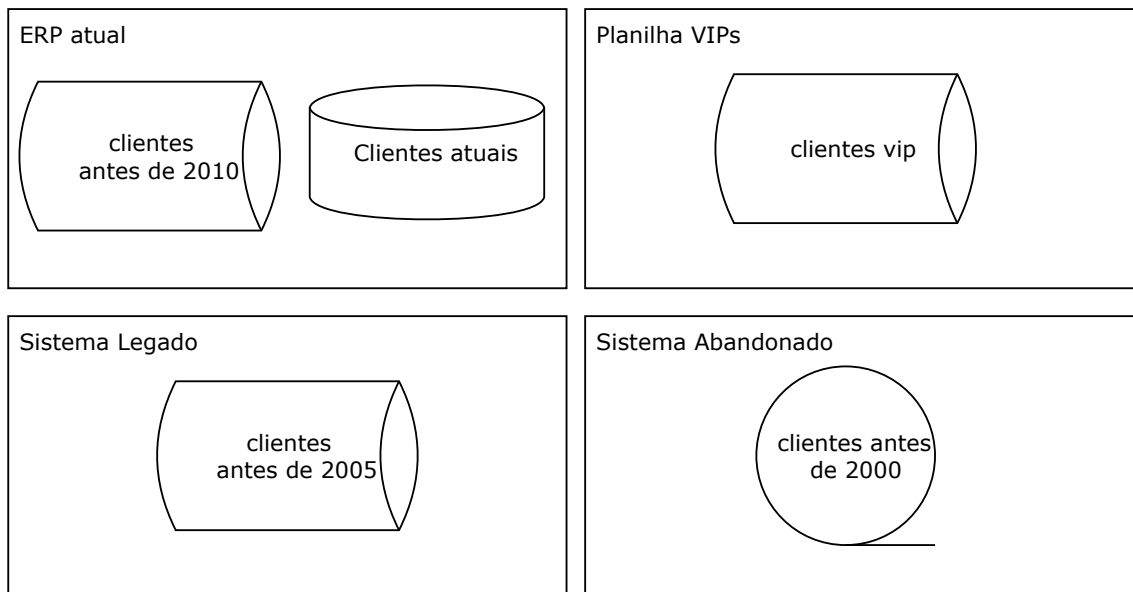 ERP atual
clientes
antes de 2010
Clientes atuais
Planilha VIPs
clientes vip
Sistema Legado
clientes
antes de 2005
Sistema Abandonado
clientes antes
de 2000